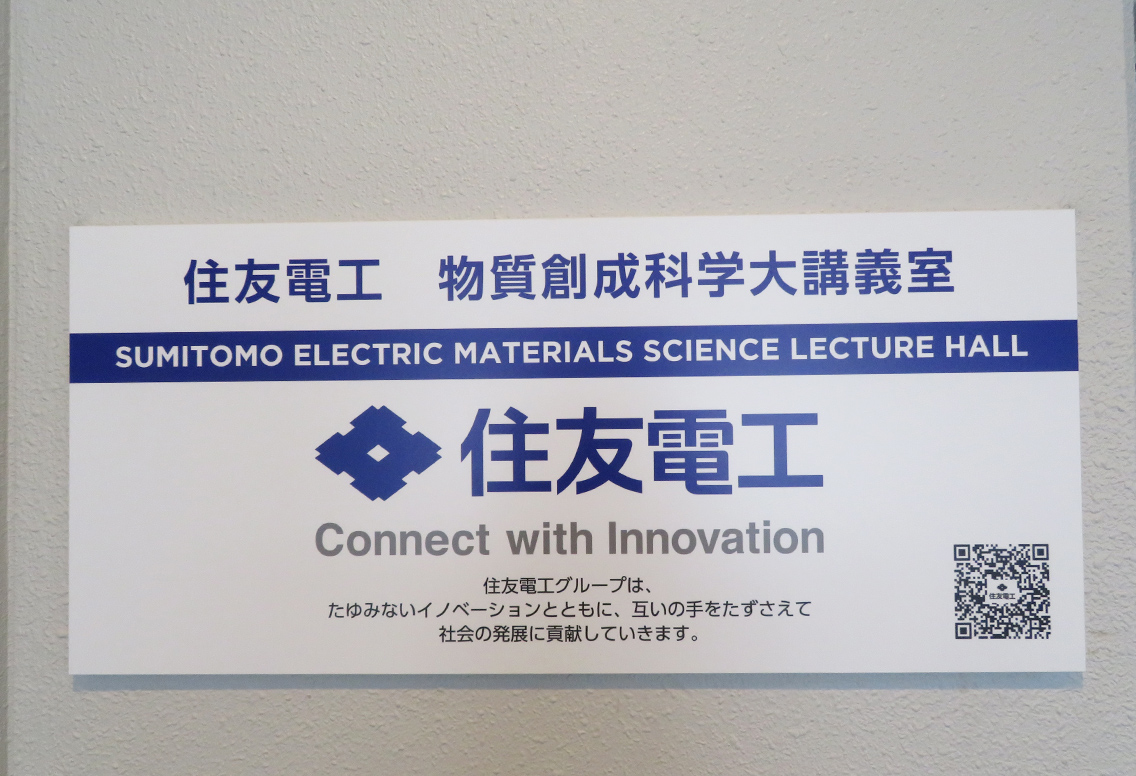 住友電工　物質創成科学大講義室
SUMITOMO ELECTRIC MATERIALS SCIENCE LECTURE HALL
住友電工
Connect with Innovation
住友電工グループは、
たゆみないイノベーションとともに、互いの手をたずさえて
社会の発展に貢献していきます。
住友電工